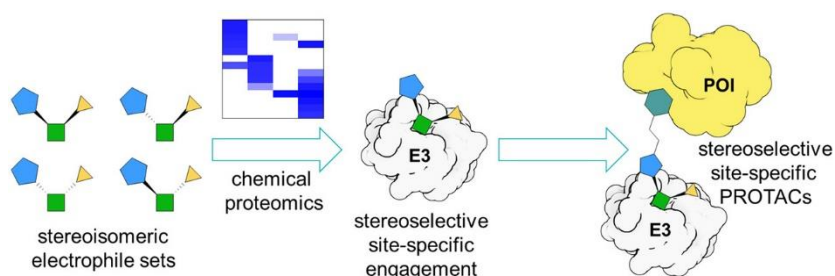 stereoisomeric
electrophile sets
chemical
proteomics
E3
stereoselective
site-specific
engagement
POI
E3
stereoselective
site-specific
PROTACs